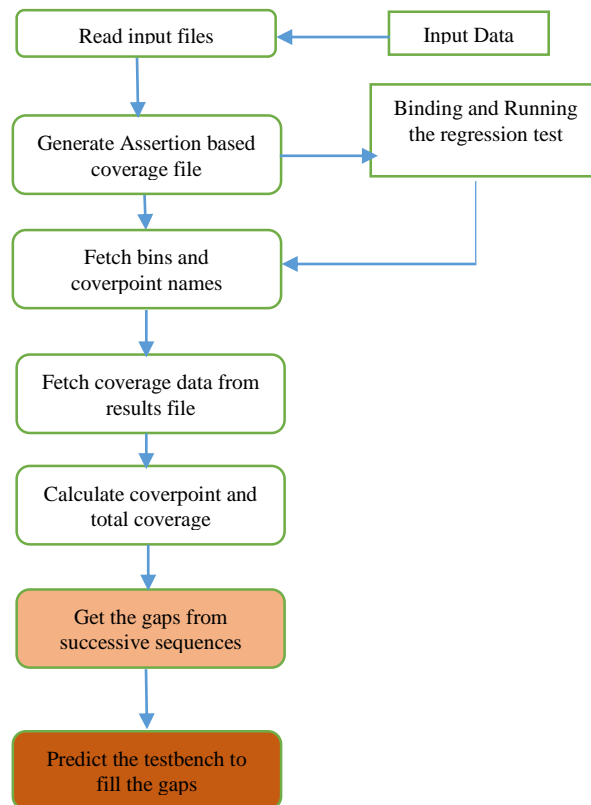 Read input files
Input Data
Binding and Running
the regression test
Generate Assertion based
coverage file
Fetch bins and
coverpoint names
Fetch coverage data from
results file
Calculate coverpoint and
total coverage
Get the gaps from
successive sequences
Predict the testbench to
fill the gaps